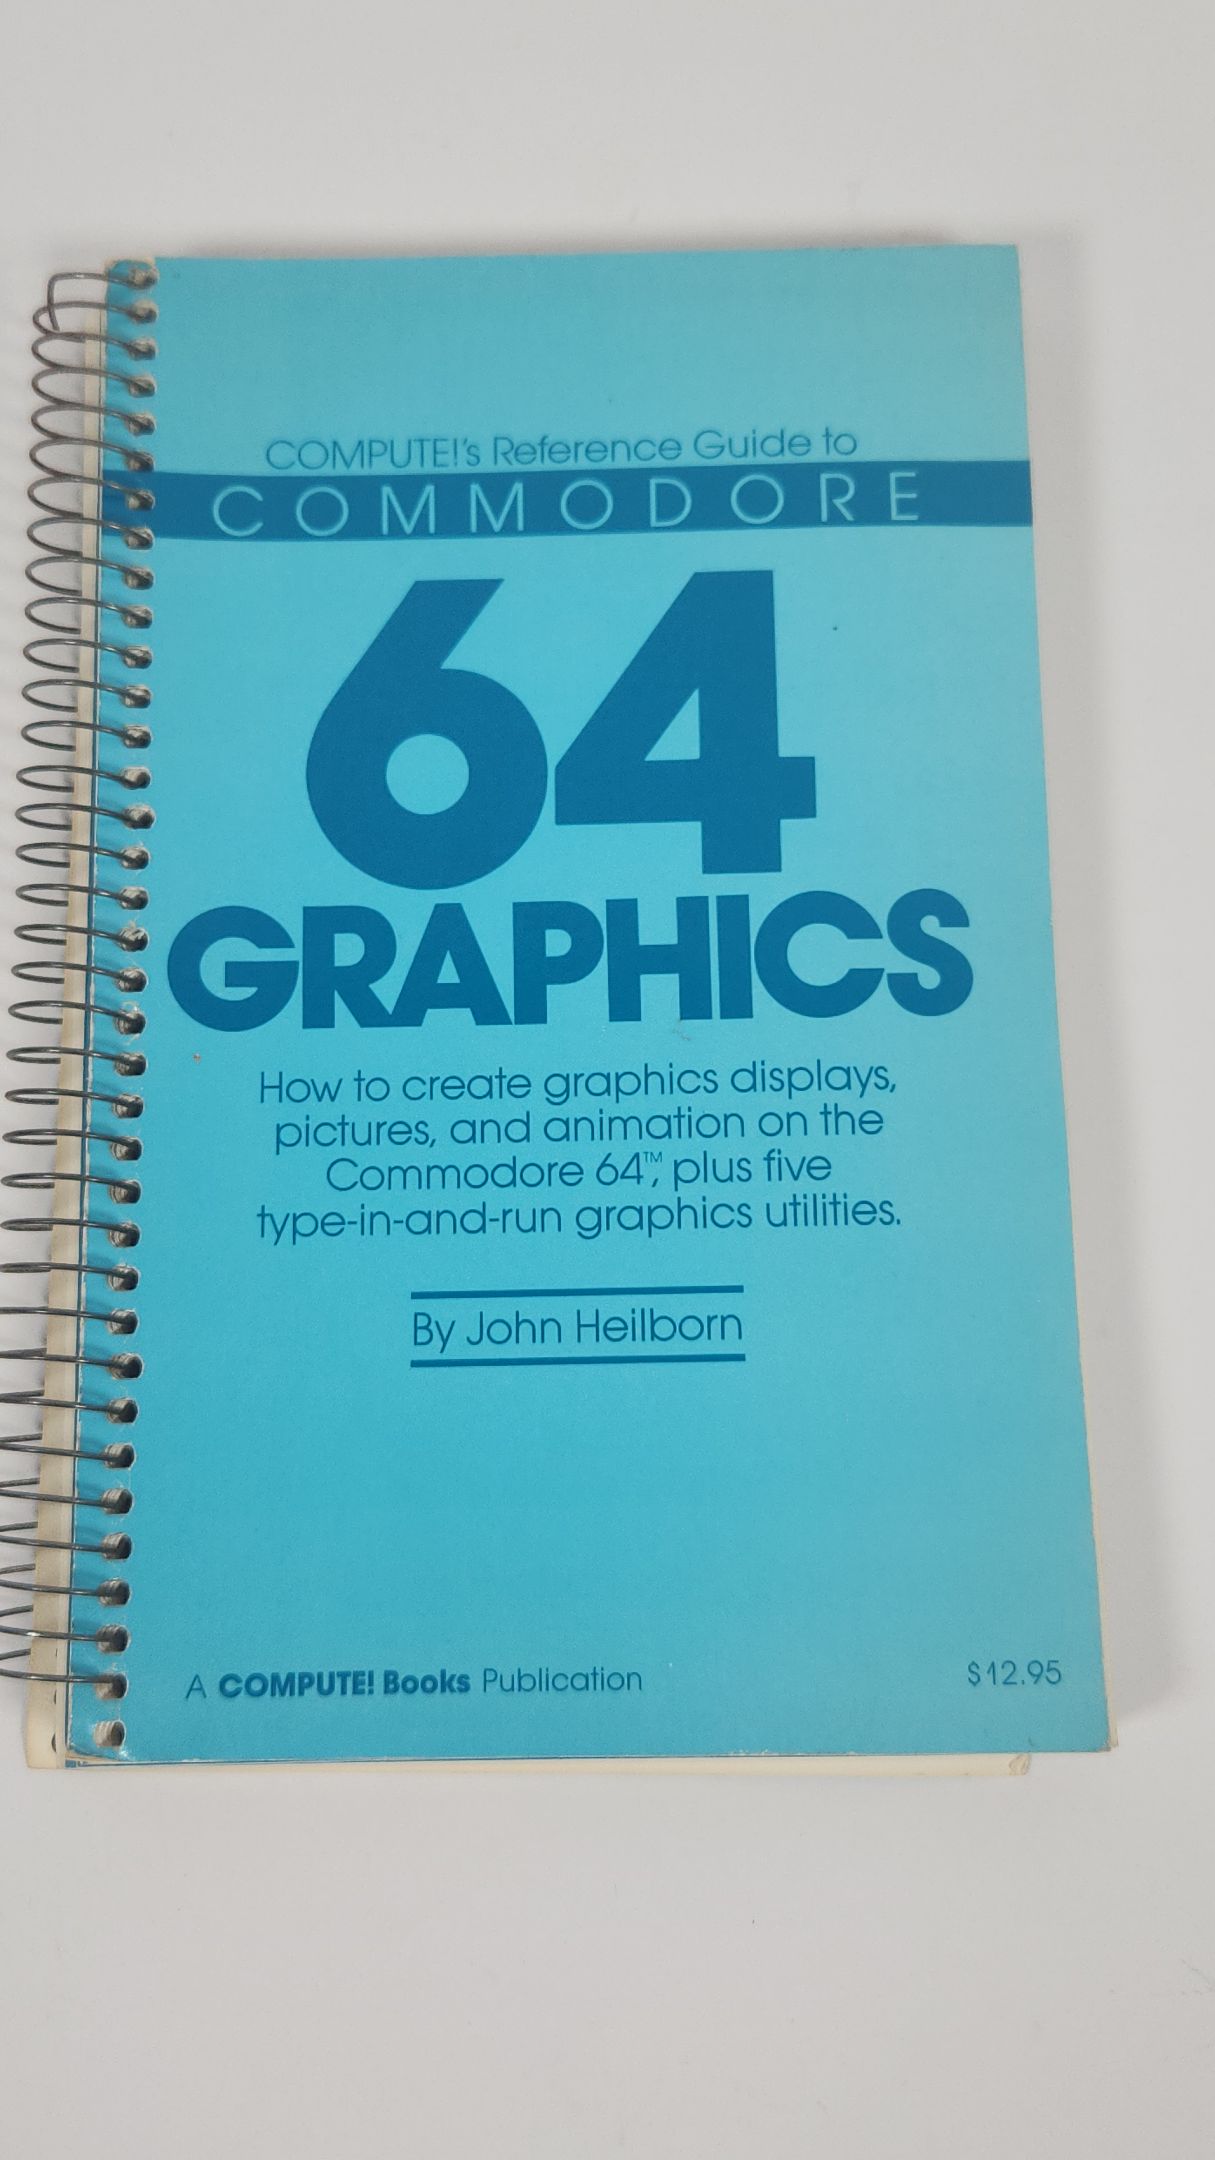 COMPUTE!'s Reference Guide to
COMMODORE
64
GRAPHICS
How to create graphics displays,
pictures, and animation on the
Commodore 64™, plus five
type-in-and-run graphics utilities.
By John Heilborn
A COMPUTE! Books Publication
$12.95